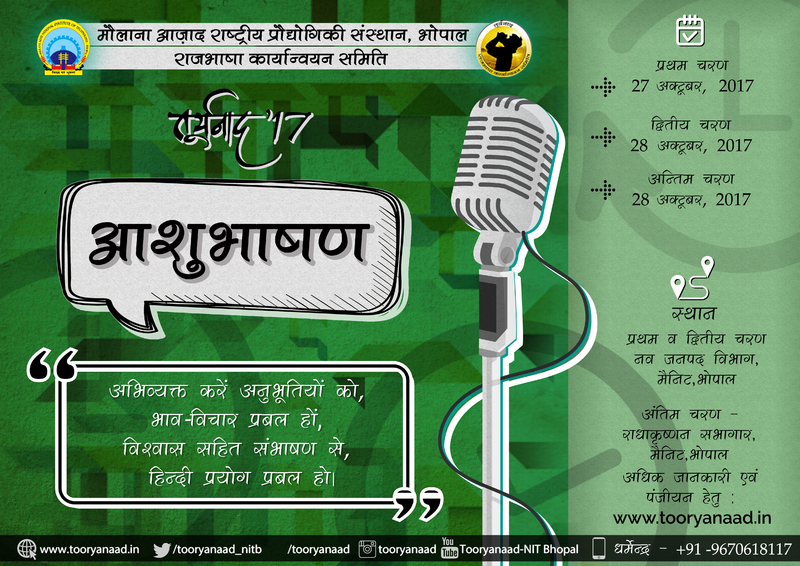 मौलाना आज़ाद राष्ट्रीय प्रौद्योगिकी संस्थान, भोपाल
राजभाषा कार्यान्वयन समिति
तूर्यनाद '17
आशुभाषण
अभिव्यक्त करें अनुभूतियों को,
भाव-विचार प्रबल हों,
विश्वास सहित संभाषण से,
हिन्दी प्रयोग प्रबल हो।
प्रथम चरण
27 अक्टूबर, 2017
द्वितीय चरण
28 अक्टूबर, 2017
अन्तिम चरण
28 अक्टूबर, 2017
स्थान
प्रथम व द्वितीय चरण
नव जनपद विभाग,
मैनिट,भोपाल
अंतिम चरण -
राधाकृष्णन सभागार,
मैनिट,भोपाल
अधिक जानकारी एवं
पंजीयन हेतु :
www.tooryanaad.in
www.tooryanaad.in /tooryanaad_nitb /tooryanaad tooryanaad You Tube Tooryanaad-NIT Bhopal धर्मेन्द्र - +91 -9670618117